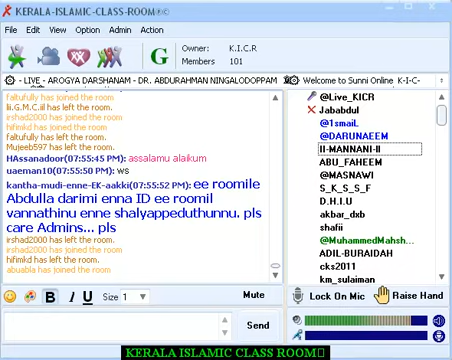 KERALA-ISLAMIC-CLASS-ROOM®©
File Edit View Option Admin Action
G
Owner: K.I.C.R
Members 101
- LIVE - AROGYA DARSHANAM - DR. ABDURAHMAN NINGALODOPPAM
Welcome to Sunni Online K-I-C-
faltufully has joined the room.
Iii.G.M.C.iiI has left the room.
irshad2000 has joined the room.
hifimkd has joined the room.
faltufully has left the room.
Mujeeb597 has left the room.
HAssanadoor(07:55:45 PM): assalamu alaikum
uaeman10(07:55:50 PM): ws
kantha-mudi-enne-EK-aakki(07:55:52 PM): ee roomile
Abdulla darimi enna ID ee roomil
vannathinu enne shalyappeduthunnu. pls
care Admins... pls
irshad2000 has left the room.
irshad2000 has joined the room.
hifimkd has left the room.
abuabla has joined the room.
@Live_KICR
Jababdul
@1smaiL
@DARUNAEEM
II-MANNANI-II
ABU_FAHEEM
@MASNAWI
S_K_S_S_F
D.H.I.U
akbar_dxb
shafii
@MuhammedMahsh...
ADIL-BURAIDAH
cks2011
km_sulaiman
B I U Size 1 Mute
Lock On Mic Raise Hand
Send
KERALA ISLAMIC CLASS ROOM